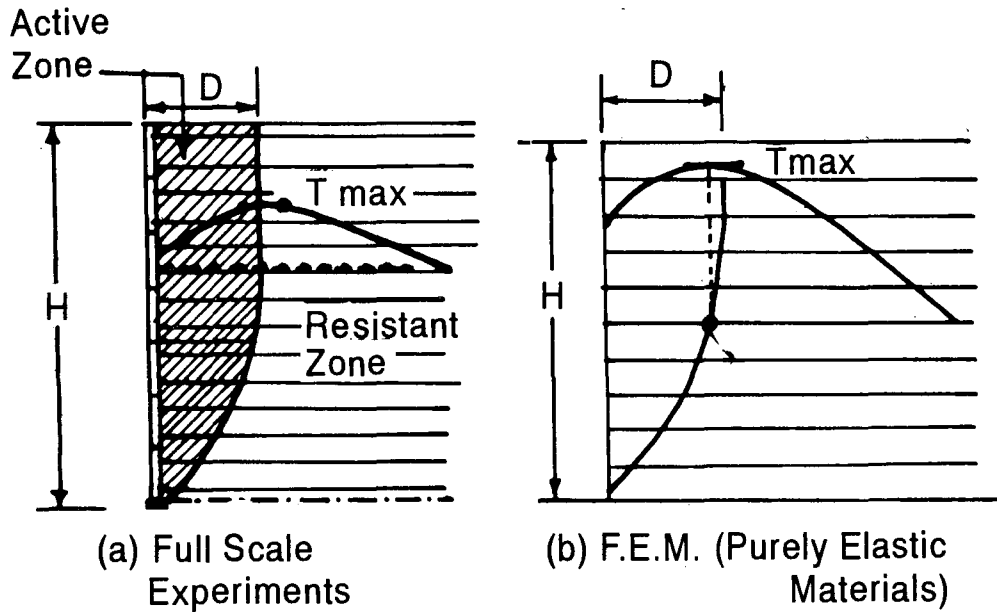 Active
Zone
D
T max
H
Resistant
Zone
(a) Full Scale
Experiments
D
Tmax
H
(b) F.E.M. (Purely Elastic
Materials)